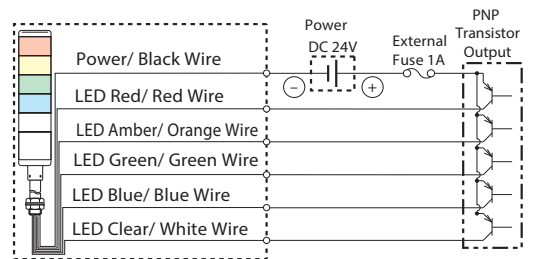 Power
DC 24V
External
Fuse 1A
PNP
Transistor
Output
Power/ Black Wire
− +
LED Red/ Red Wire
LED Amber/ Orange Wire
LED Green/ Green Wire
LED Blue/ Blue Wire
LED Clear/ White Wire